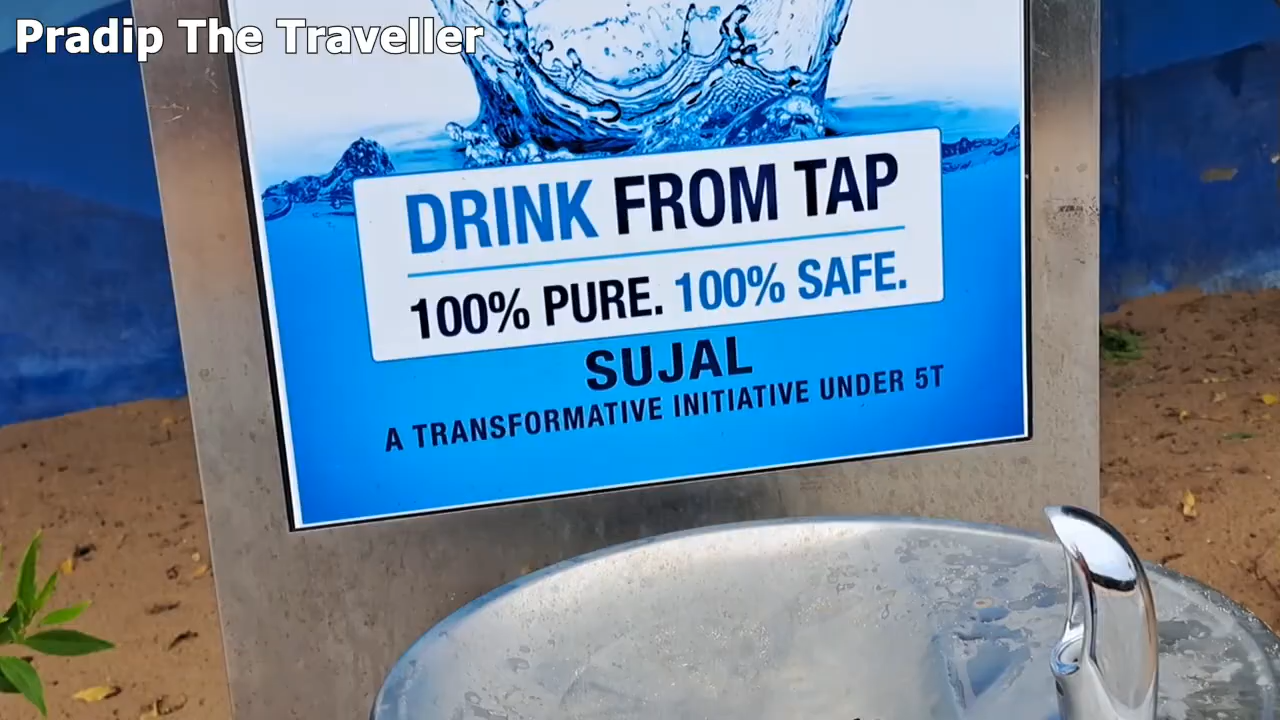 Pradip The Traveller
DRINK FROM TAP
100% PURE. 100% SAFE.
SUJAL
A TRANSFORMATIVE INITIATIVE UNDER 5T